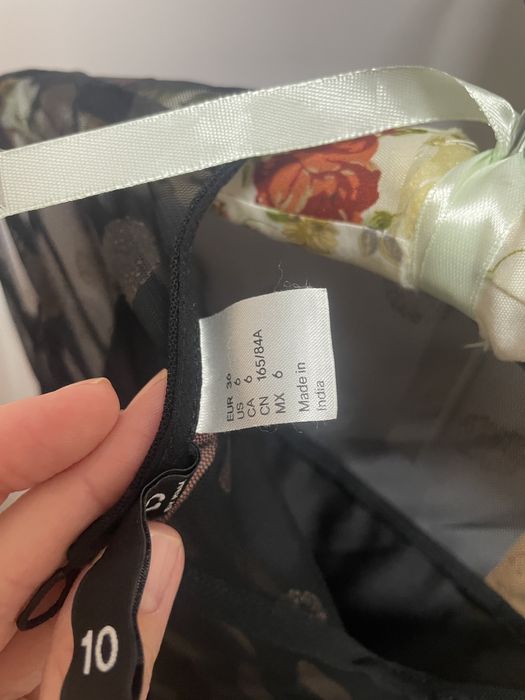 EUR 36
US 6
CA 6
CN 165/84A
MX 6
Made in
India
10